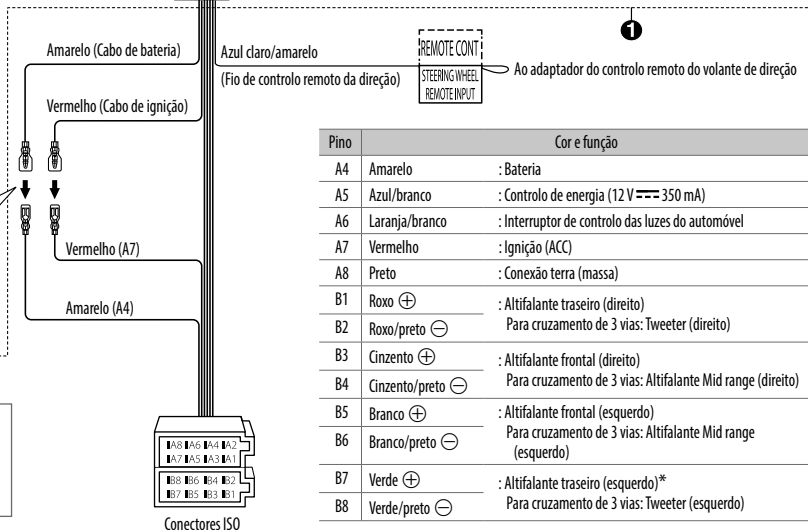 ❶
Amarelo (Cabo de bateria)
Azul claro/amarelo
(Fio de controlo remoto da direção)
REMOTE CONT
STEERING WHEEL
REMOTE INPUT
Ao adaptador do controlo remoto do volante de direção
Vermelho (Cabo de ignição)
Vermelho (A7)
Amarelo (A4)
Pino Cor e função
A4 Amarelo : Bateria
A5 Azul/branco : Controlo de energia (12 V ⎓ 350 mA)
A6 Laranja/branco : Interruptor de controlo das luzes do automóvel
A7 Vermelho : Ignição (ACC)
A8 Preto : Conexão terra (massa)
B1 Roxo ⊕ : Altifalante traseiro (direito)
B2 Roxo/preto ⊖ Para cruzamento de 3 vias: Tweeter (direito)
B3 Cinzento ⊕ : Altifalante frontal (direito)
B4 Cinzento/preto ⊖ Para cruzamento de 3 vias: Altifalante Mid range (direito)
B5 Branco ⊕ : Altifalante frontal (esquerdo)
B6 Branco/preto ⊖ Para cruzamento de 3 vias: Altifalante Mid range
(esquerdo)
B7 Verde ⊕ : Altifalante traseiro (esquerdo)*
B8 Verde/preto ⊖ Para cruzamento de 3 vias: Tweeter (esquerdo)
A8 A6 A4 A2
A7 A5 A3 A1
B8 B6 B4 B2
B7 B5 B3 B1
Conectores ISO